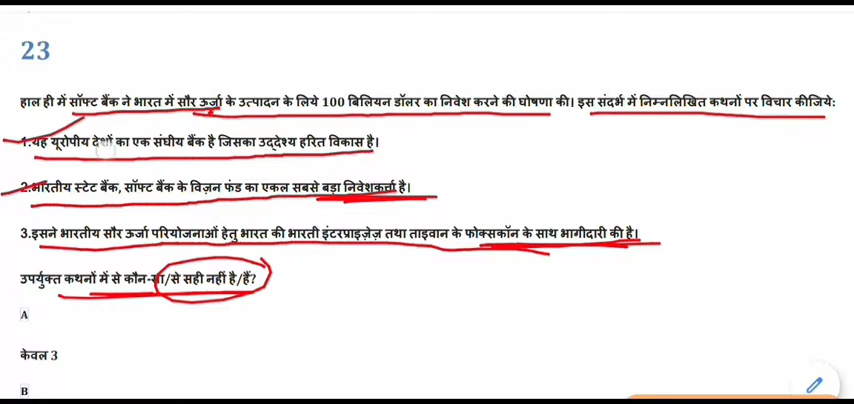 23
हाल ही में सॉफ्ट बैंक ने भारत में सौर ऊर्जा के उत्पादन के लिये 100 बिलियन डॉलर का निवेश करने की घोषणा की। इस संदर्भ में निम्नलिखित कथनों पर विचार कीजिये:
1.यह यूरोपीय देशों का एक संघीय बैंक है जिसका उद्देश्य हरित विकास है।
2.भारतीय स्टेट बैंक, सॉफ्ट बैंक के विज़न फंड का एकल सबसे बड़ा निवेशकर्त्ता है।
3.इसने भारतीय सौर ऊर्जा परियोजनाओं हेतु भारत की भारती इंटरप्राइज़ेज़ तथा ताइवान के फोक्सकॉन के साथ भागीदारी की है।
उपर्युक्त कथनों में से कौन-सा/से सही नहीं है/हैं?
A
केवल 3
B